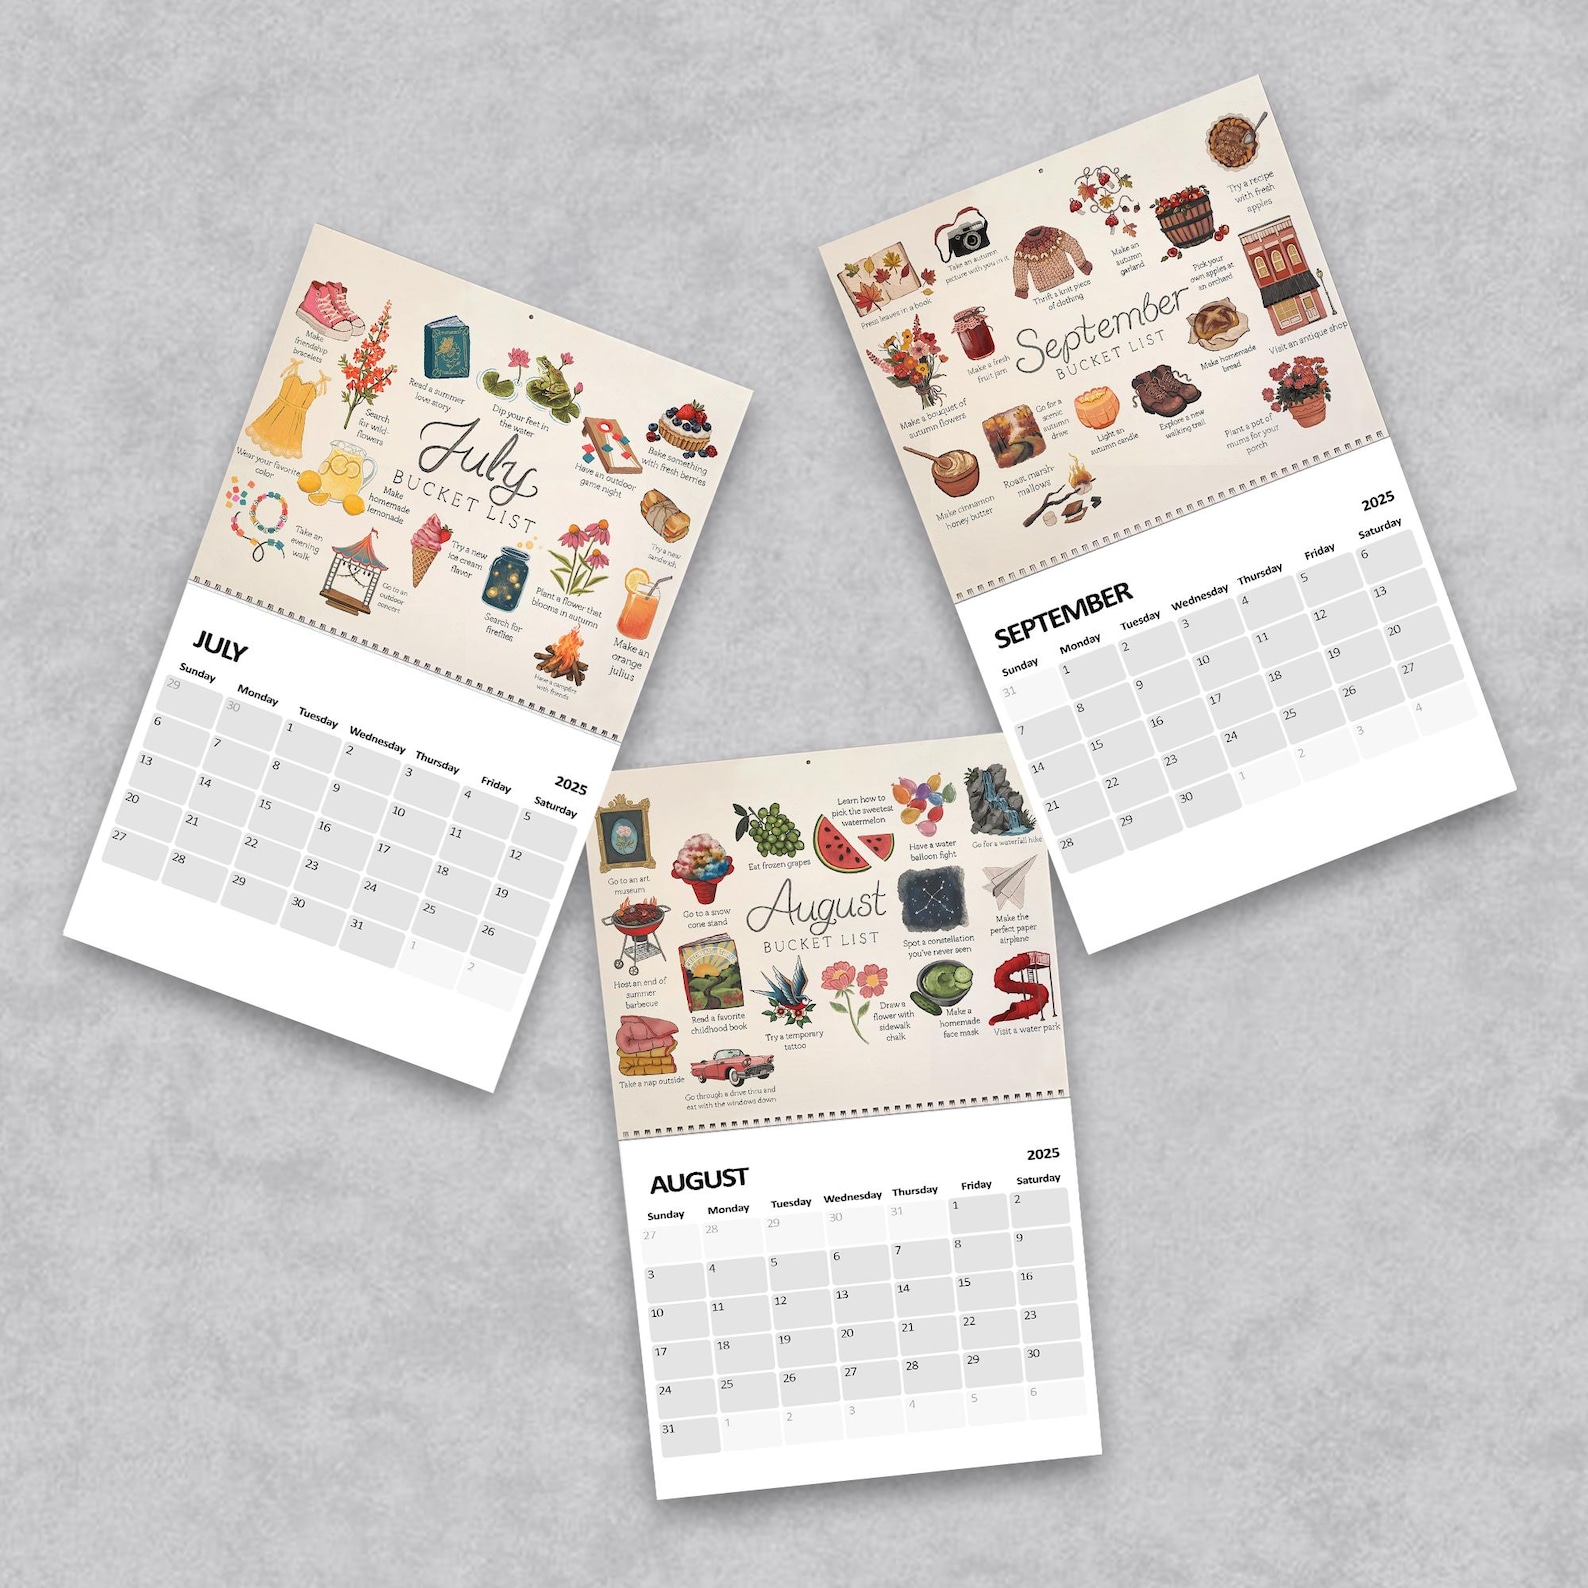 Make
friendship
bracelets
Search
for wild-
flowers
Read a summer
love story
Dip your feet in
the water
Have an outdoor
game night
Bake something
with fresh berries
Wear your favorite
color
Make
homemade
lemonade
July
BUCKET LIST
Try a new
sandwich
Take an
evening
walk
Go to an
outdoor
concert
Try a new
ice cream
flavor
Search for
fireflies
Plant a flower that
blooms in autumn
Have a campfire
with friends
Make an
orange
julius
JULY
2025
Sunday Monday Tuesday Wednesday Thursday Friday Saturday
29 30 1 2 3 4 5
6 7 8 9 10 11 12
13 14 15 16 17 18 19
20 21 22 23 24 25 26
27 28 29 30 31 1 2
Press leaves in a book
Take an autumn
picture with you in it
Thrift a knit piece
of clothing
Make an
autumn
garland
Pick your
own apples at
an orchard
Try a recipe
with fresh
apples
Make a bouquet of
autumn flowers
Make a fresh
fruit jam
September
BUCKET LIST
Make homemade
bread
Visit an antique shop
Make cinnamon
honey butter
Go for a
scenic
autumn
drive
Roast marsh-
mallows
Light an
autumn candle
Explore a new
walking trail
Plant a pot of
mums for your
porch
SEPTEMBER
2025
Sunday Monday Tuesday Wednesday Thursday Friday Saturday
31 1 2 3 4 5 6
7 8 9 10 11 12 13
14 15 16 17 18 19 20
21 22 23 24 25 26 27
28 29 30 1 2 3 4
Go to an art
museum
Go to a snow
cone stand
Eat frozen grapes
Learn how to
pick the sweetest
watermelon
Have a water
balloon fight
Go for a waterfall hike
August
BUCKET LIST
Host an end of
summer
barbecue
Read a favorite
childhood book
Try a temporary
tattoo
Draw a
flower with
sidewalk
chalk
Spot a constellation
you've never seen
Make the
perfect paper
airplane
Make a
homemade
face mask
Visit a water park
Take a nap outside
Go through a drive thru and
eat with the windows down
AUGUST
2025
Sunday Monday Tuesday Wednesday Thursday Friday Saturday
27 28 29 30 31 1 2
3 4 5 6 7 8 9
10 11 12 13 14 15 16
17 18 19 20 21 22 23
24 25 26 27 28 29 30
31 1 2 3 4 5 6